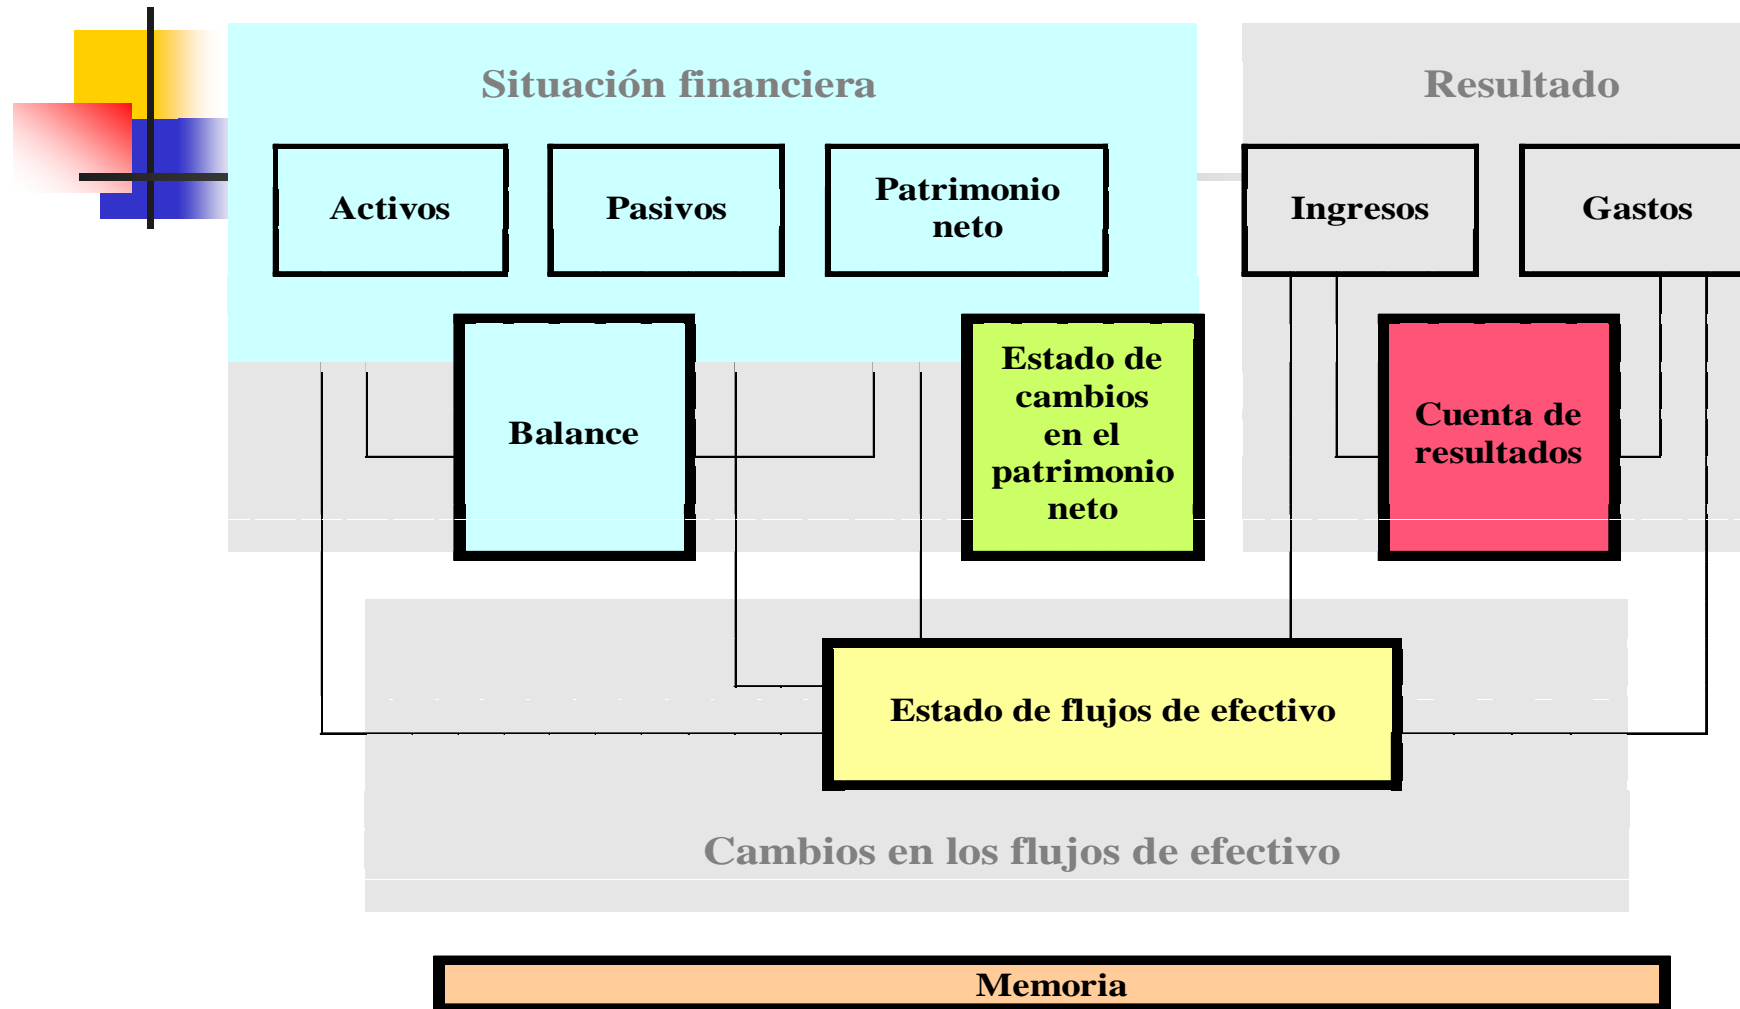 Situación financiera
Resultado
Activos
Pasivos
Patrimonio
neto
Ingresos
Gastos
Balance
Estado de
cambios
en el
patrimonio
neto
Cuenta de
resultados
Estado de flujos de efectivo
Cambios en los flujos de efectivo
Memoria